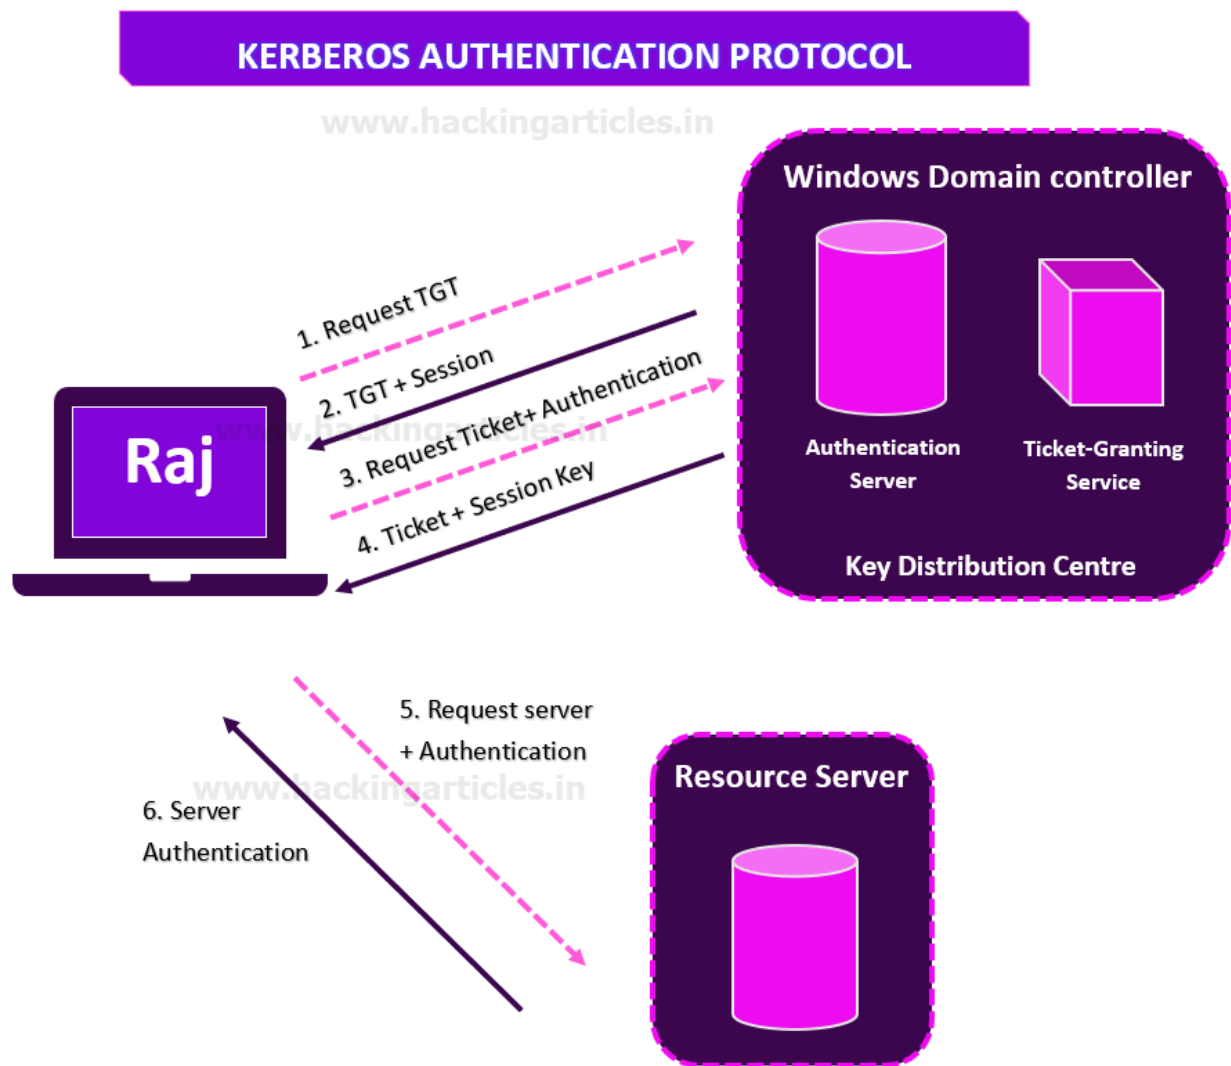 KERBEROS AUTHENTICATION PROTOCOL
www.hackingarticles.in
Windows Domain controller
1. Request TGT
2. TGT + Session
3. Request Ticket+ Authentication
4. Ticket + Session Key
www.hackingarticles.in
Raj
Authentication
Server
Ticket-Granting
Service
Key Distribution Centre
5. Request server
+ Authentication
Resource Server
www.hackingarticles.in
6. Server
Authentication